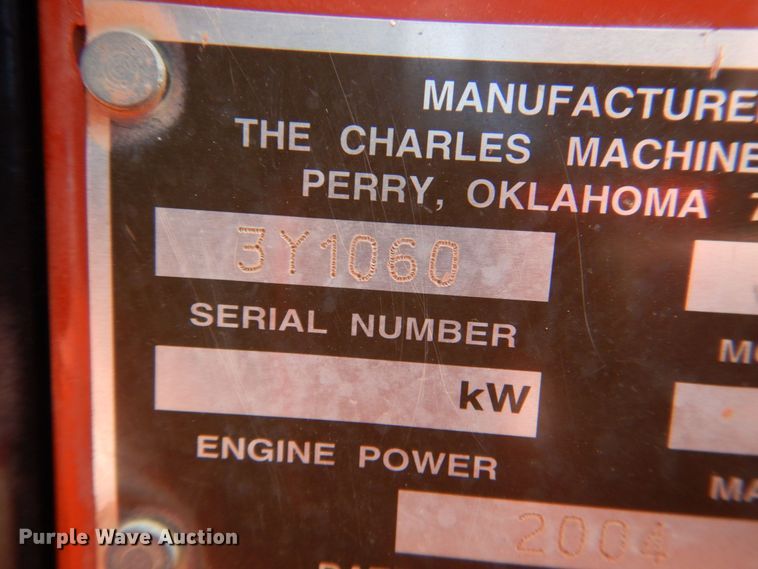 MANUFACTURE
THE CHARLES MACHINE
PERRY, OKLAHOMA
3Y1060
SERIAL NUMBER
kW
ENGINE POWER
2004
Purple Wave Auction